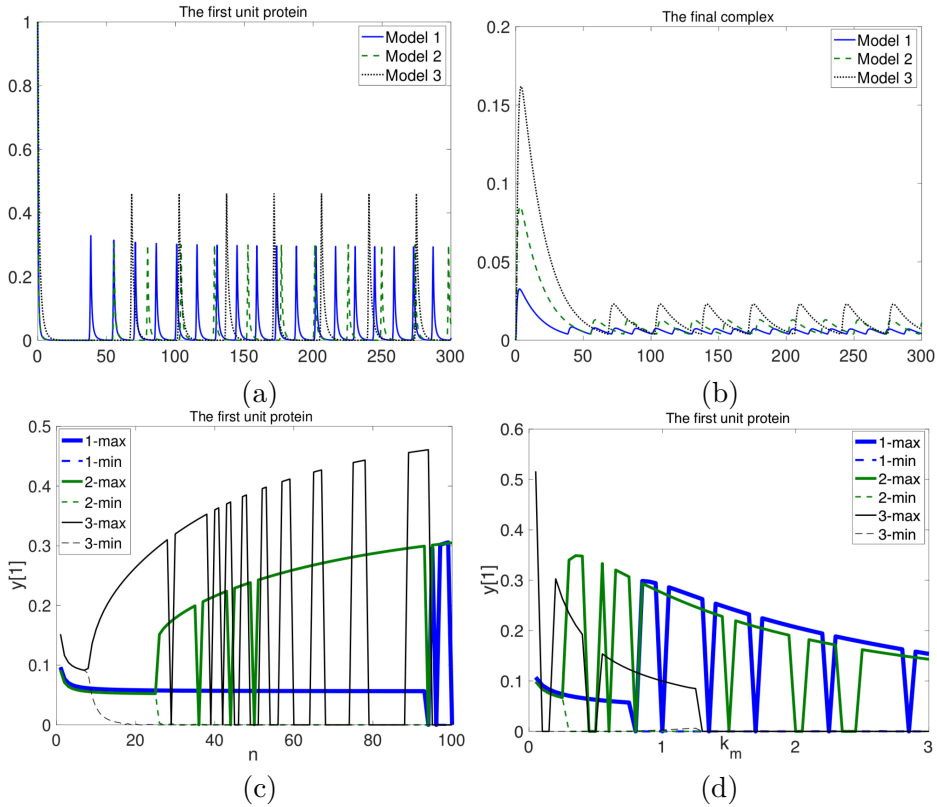 The first unit protein
1
0.8
0.6
0.4
0.2
0
0 50 100 150 200 250 300
Model 1
Model 2
Model 3
(a)
The final complex
0.2
0.15
0.1
0.05
0
0 50 100 150 200 250 300
Model 1
Model 2
Model 3
(b)
The first unit protein
y[1]
0.5
0.4
0.3
0.2
0.1
0
0 20 40 60 80 100
n
1-max
1-min
2-max
2-min
3-max
3-min
(c)
The first unit protein
y[1]
0.6
0.5
0.4
0.3
0.2
0.1
0
0 1 2 3
k_m
1-max
1-min
2-max
2-min
3-max
3-min
(d)